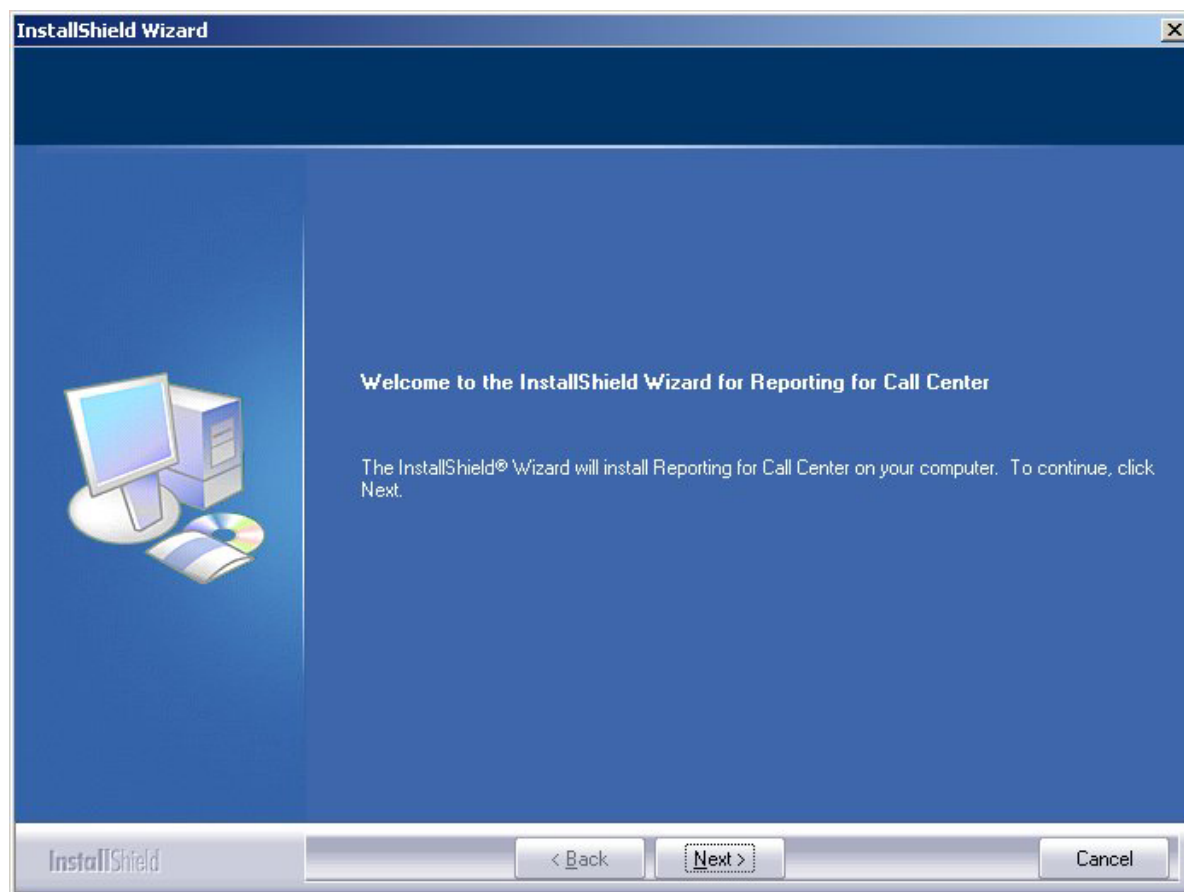 InstallShield Wizard
Welcome to the InstallShield Wizard for Reporting for Call Center
The InstallShield® Wizard will install Reporting for Call Center on your computer.  To continue, click
Next.
InstallShield
< Back
Next >
Cancel